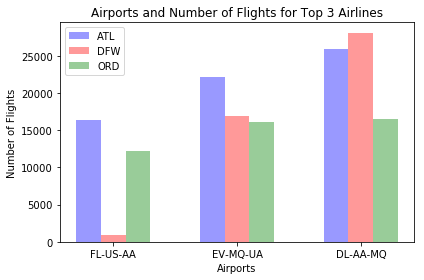 Airports and Number of Flights for Top 3 Airlines
ATL
DFW
ORD
Number of Flights
25000
20000
15000
10000
5000
0
FL-US-AA EV-MQ-UA DL-AA-MQ
Airports